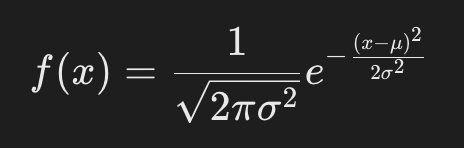 f(x) = \frac{1}{\sqrt{2\pi\sigma^2}} e^{-\frac{(x-\mu)^2}{2\sigma^2}}